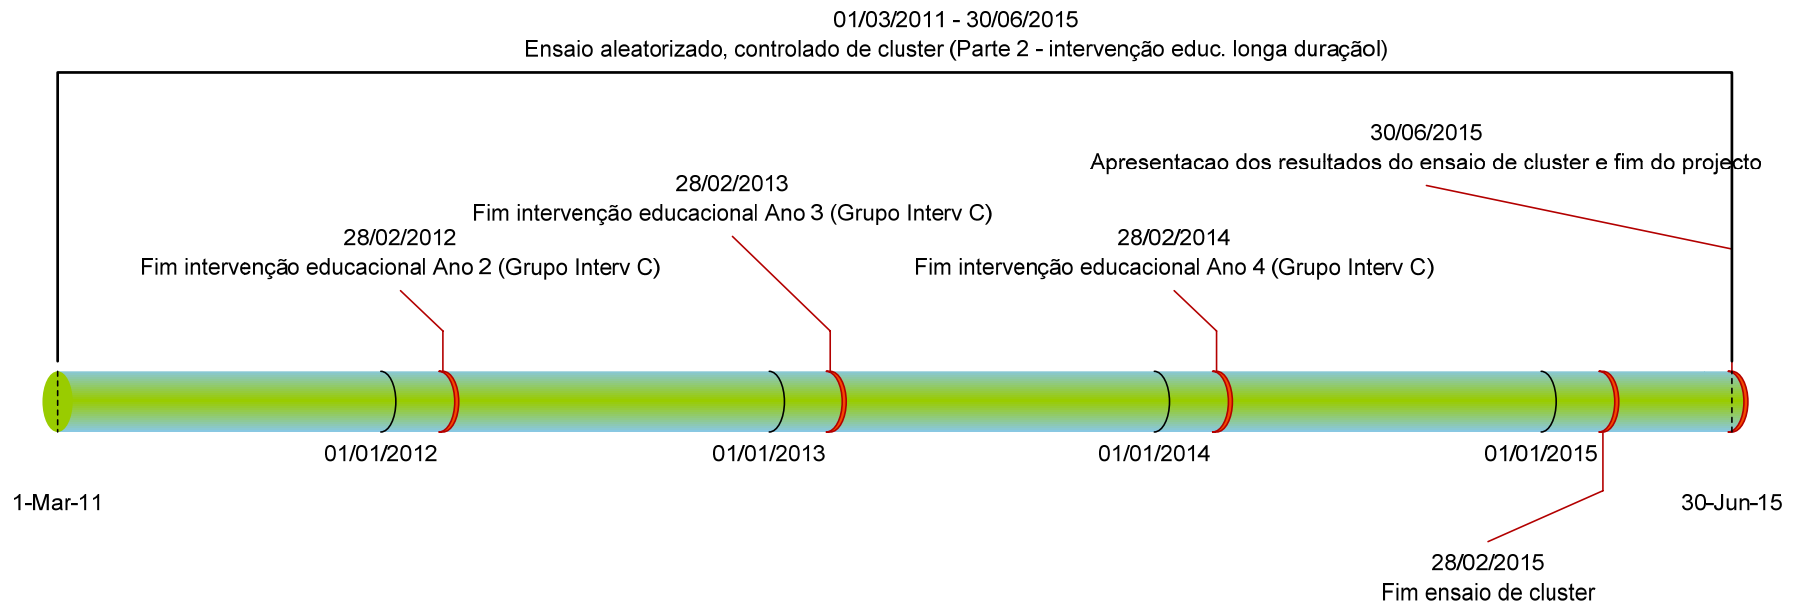 01/03/2011 - 30/06/2015
Ensaio aleatorizado, controlado de cluster (Parte 2 - intervenção educ. longa duraçãol)
30/06/2015
Apresentacao dos resultados do ensaio de cluster e fim do projecto
28/02/2013
Fim intervenção educacional Ano 3 (Grupo Interv C)
28/02/2012
Fim intervenção educacional Ano 2 (Grupo Interv C)
28/02/2014
Fim intervenção educacional Ano 4 (Grupo Interv C)
01/01/2012
01/01/2013
01/01/2014
01/01/2015
1-Mar-11
30-Jun-15
28/02/2015
Fim ensaio de cluster